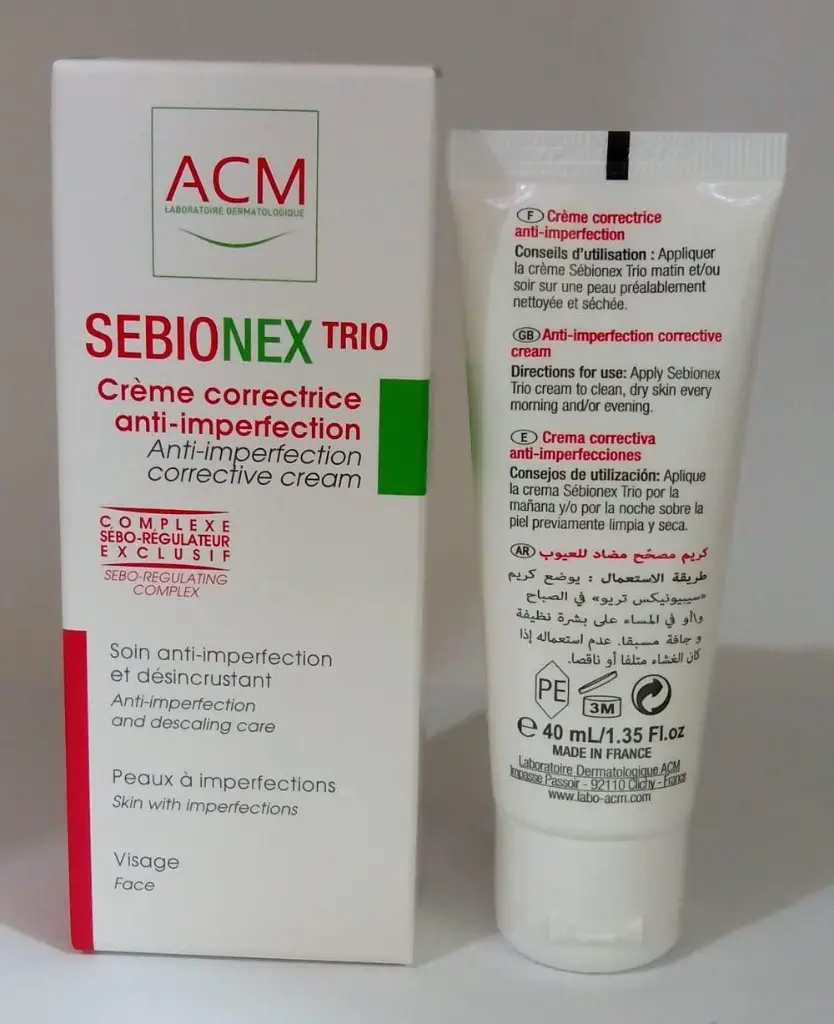 ACM
LABORATOIRE DERMATOLOGIQUE
SEBIONEX TRIO
Crème correctrice
anti-imperfection
Anti-imperfection
corrective cream
COMPLEXE
SÉBO-RÉGULATEUR
EXCLUSIF
SEBO-REGULATING
COMPLEX
Soin anti-imperfection
et désincrustant
Anti-imperfection
and descaling care
Peaux à imperfections
Skin with imperfections
Visage
Face
F Crème correctrice
anti-imperfection
Conseils d'utilisation : Appliquer
la crème Sébionex Trio matin et/ou
soir sur une peau préalablement
nettoyée et séchée.
GB Anti-imperfection corrective
cream
Directions for use: Apply Sebionex
Trio cream to clean, dry skin every
morning and/or evening.
E Crema correctiva
anti-imperfecciones
Consejos de utilización: Aplique
la crema Sébionex Trio por la
mañana y/o por la noche sobre la
piel previamente limpia y seca.
AR كريم مصحّح مضاد للعيوب
طريقة الاستعمال : يوضع كريم
«سيبيونيكس تريو» في الصباح
و/أو في المساء على بشرة نظيفة
و جافة مسبقا. عدم استعماله إذا
كان الغشاء متلفا أو ناقصا.
PE
3M
e 40 mL/1.35 Fl.oz
MADE IN FRANCE
Laboratoire Dermatologique ACM
Impasse Passoir - 92110 Clichy - France
www.labo-acm.com